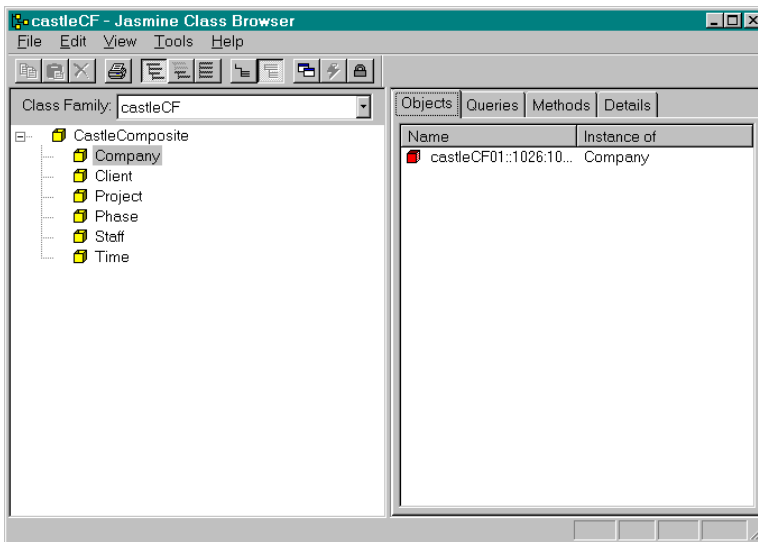 castleCF - Jasmine Class Browser
File Edit View Tools Help
Class Family: castleCF
CastleComposite
Company
Client
Project
Phase
Staff
Time
Objects Queries Methods Details
Name Instance of
castleCF01::1026:10... Company